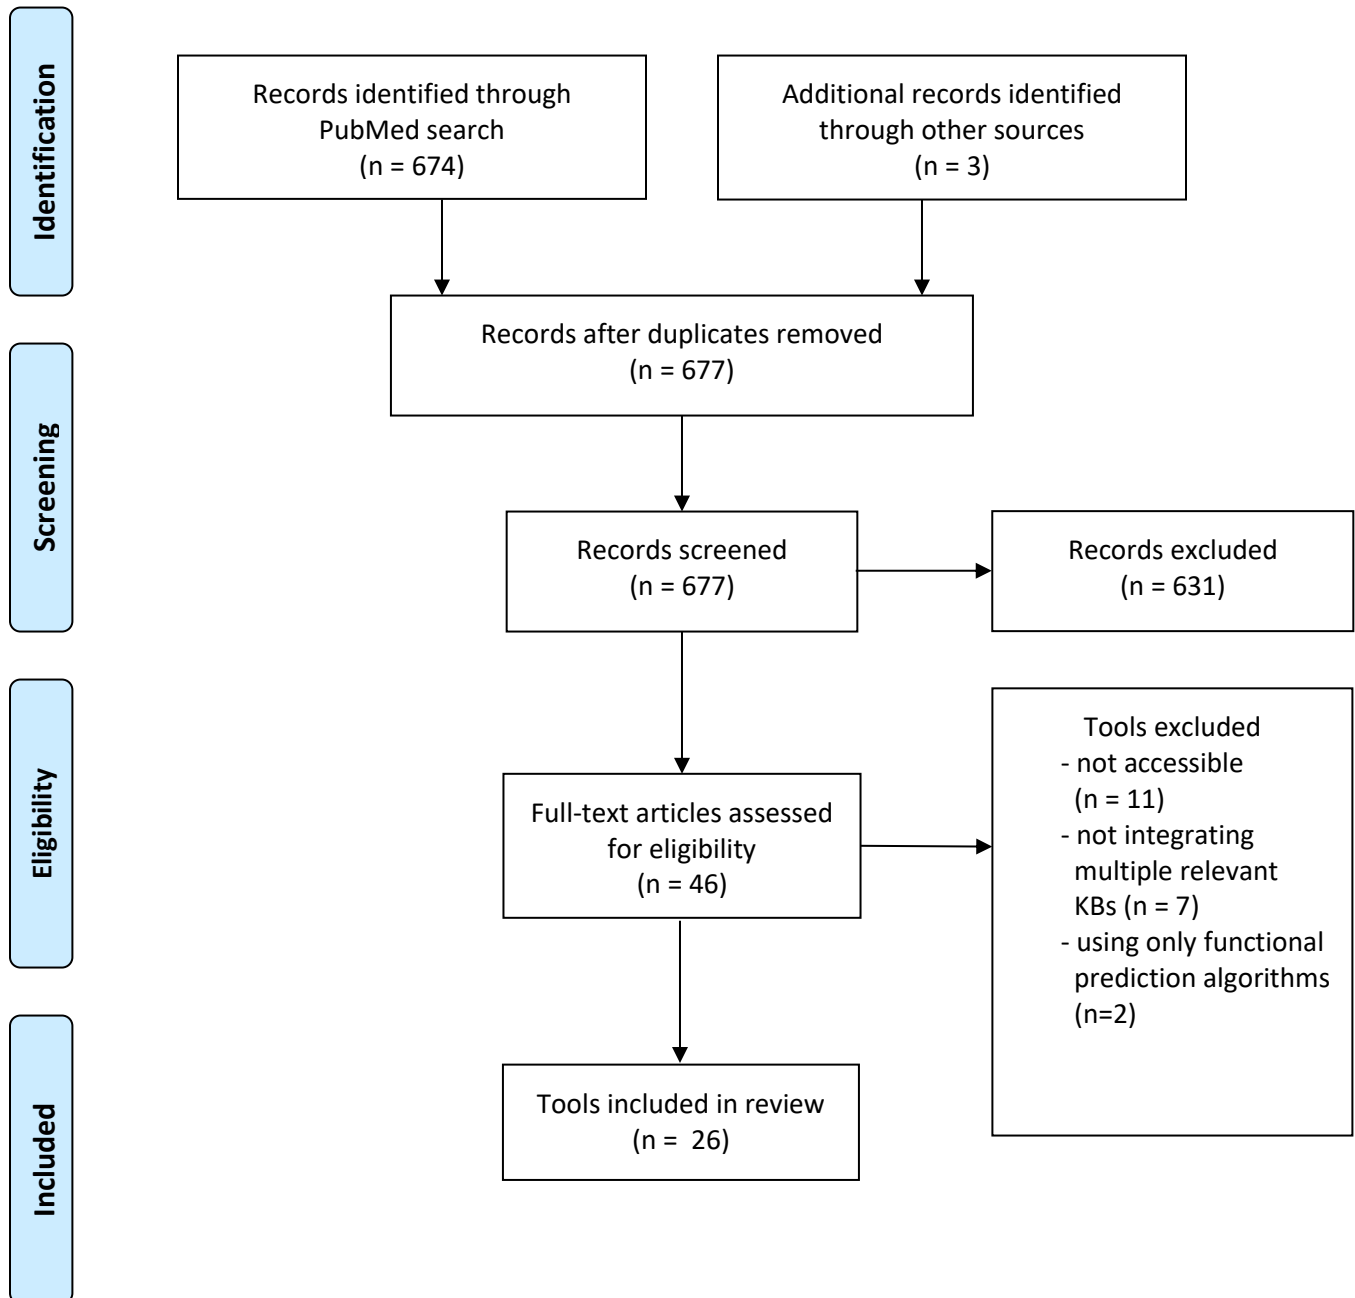 Identification
Records identified through
PubMed search
(n = 674)
Additional records identified
through other sources
(n = 3)
Records after duplicates removed
(n = 677)
Screening
Records screened
(n = 677)
Records excluded
(n = 631)
Eligibility
Full-text articles assessed
for eligibility
(n = 46)
Tools excluded
- not accessible
(n = 11)
- not integrating
multiple relevant
KBs (n = 7)
- using only functional
prediction algorithms
(n=2)
Included
Tools included in review
(n =  26)